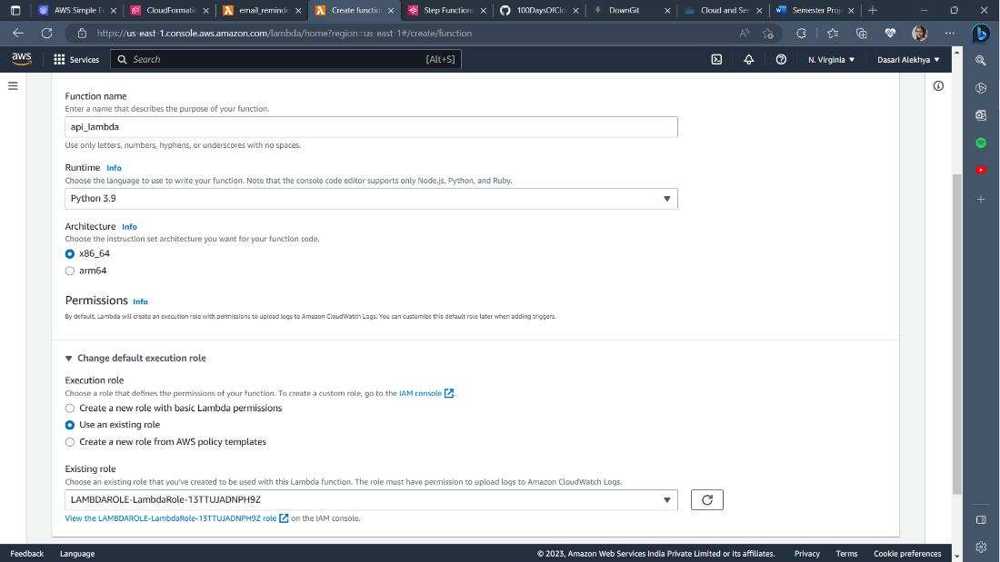 AWS Simple E
CloudFormatic
email_reminde
Create functio
Step Function
100DaysOfClo
DownGit
Cloud and Ser
Semester Proj
https://us-east-1.console.aws.amazon.com/lambda/home?region=us-east-1#/create/function
aws Services Search [Alt+S] N. Virginia Dasari Alekhya
Function name
Enter a name that describes the purpose of your function.
api_lambda
Use only letters, numbers, hyphens, or underscores with no spaces.
Runtime Info
Choose the language to use to write your function. Note that the console code editor supports only Node.js, Python, and Ruby.
Python 3.9
Architecture Info
Choose the instruction set architecture you want for your function code.
x86_64
arm64
Permissions Info
By default, Lambda will create an execution role with permissions to upload logs to Amazon CloudWatch Logs. You can customize this default role later when adding triggers.
Change default execution role
Execution role
Choose a role that defines the permissions of your function. To create a custom role, go to the IAM console.
Create a new role with basic Lambda permissions
Use an existing role
Create a new role from AWS policy templates
Existing role
Choose an existing role that you've created to be used with this Lambda function. The role must have permission to upload logs to Amazon CloudWatch Logs.
LAMBDAROLE-LambdaRole-13TTUJADNPH9Z
View the LAMBDAROLE-LambdaRole-13TTUJADNPH9Z role on the IAM console.
Feedback Language © 2023, Amazon Web Services India Private Limited or its affiliates. Privacy Terms Cookie preferences